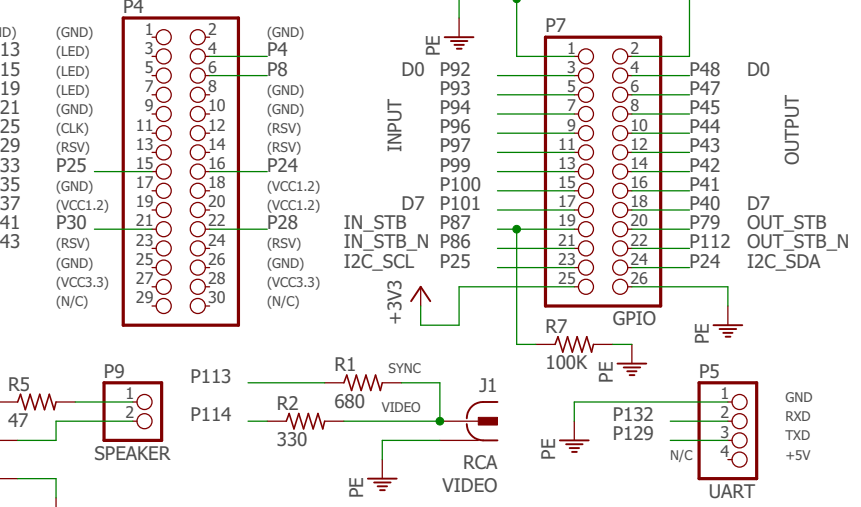 P4
P7
D)
(GND)
1
2
(GND)
13
(LED)
3
4
P4
15
(LED)
5
6
P8
19
(LED)
7
8
(GND)
21
(GND)
9
10
(GND)
25
(CLK)
11
12
(RSV)
29
(RSV)
13
14
(RSV)
33
P25
15
16
P24
35
(GND)
17
18
(VCC1.2)
37
(VCC1.2)
19
20
(VCC1.2)
41
P30
21
22
P28
43
(RSV)
23
24
(RSV)
(GND)
25
26
(GND)
(VCC3.3)
27
28
(VCC3.3)
(N/C)
29
30
(N/C)
PE
INPUT
OUTPUT
1
2
D0 P92
3
4
P48 D0
P93
5
6
P47
P94
7
8
P45
P96
9
10
P44
P97
11
12
P43
P99
13
14
P42
P100
15
16
P41
D7 P101
17
18
P40 D7
IN_STB P87
19
20
P79 OUT_STB
IN_STB_N P86
21
22
P112 OUT_STB_N
I2C_SCL P25
23
24
P24 I2C_SDA
25
26
+3V3
GPIO
PE
R7
100K
PE
R5
47
P9
1
2
SPEAKER
P113
R1
680
SYNC
P114
R2
330
VIDEO
J1
PE
RCA
VIDEO
P5
1
GND
P132
2
RXD
P129
3
TXD
N/C
4
+5V
PE
UART